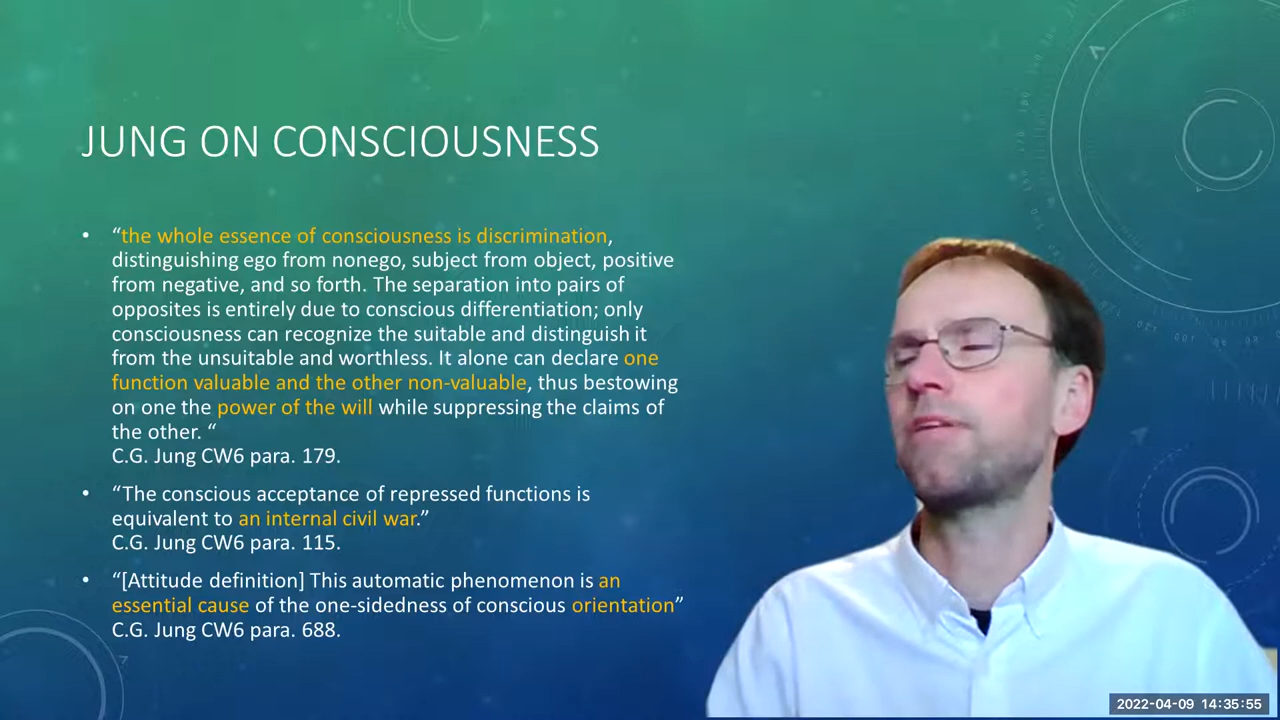 JUNG ON CONSCIOUSNESS
• “the whole essence of consciousness is discrimination,
distinguishing ego from nonego, subject from object, positive
from negative, and so forth. The separation into pairs of
opposites is entirely due to conscious differentiation; only
consciousness can recognize the suitable and distinguish it
from the unsuitable and worthless. It alone can declare one
function valuable and the other non-valuable, thus bestowing
on one the power of the will while suppressing the claims of
the other. “
C.G. Jung CW6 para. 179.
• “The conscious acceptance of repressed functions is
equivalent to an internal civil war.”
C.G. Jung CW6 para. 115.
• “[Attitude definition] This automatic phenomenon is an
essential cause of the one-sidedness of conscious orientation”
C.G. Jung CW6 para. 688.
2022-04-09 14:35:55